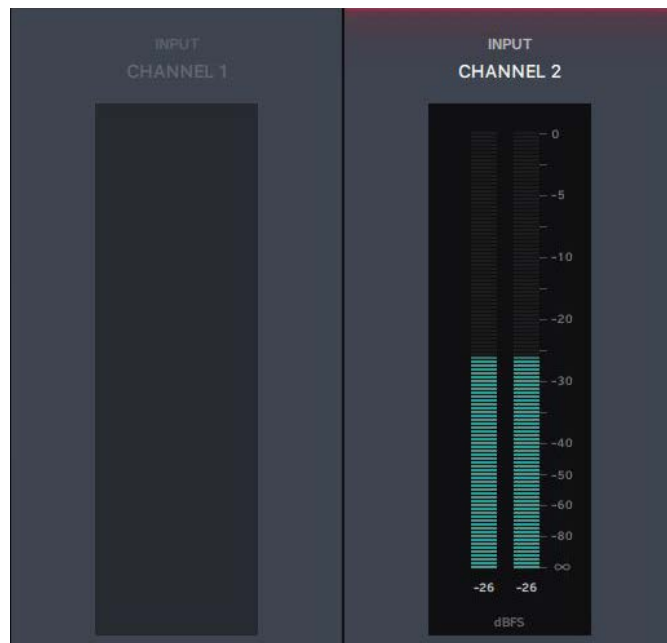 INPUT
CHANNEL 1
INPUT
CHANNEL 2
0
-5
-10
-20
-30
-40
-50
-60
-80
∞
-26 -26
dBFS